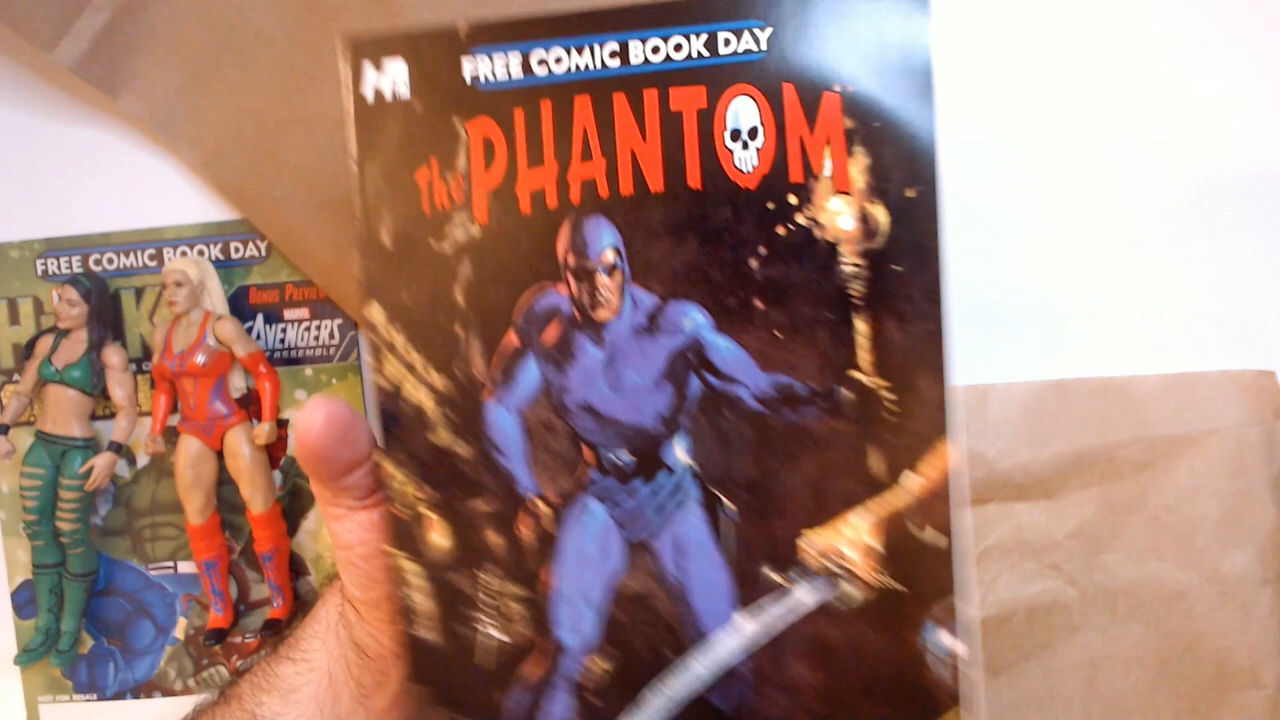 FREE COMIC BOOK DAY
The PHANTOM
FREE COMIC BOOK DAY
BONUS PREVIEW
MARVEL
AVENGERS
ASSEMBLE
NOT FOR RESALE